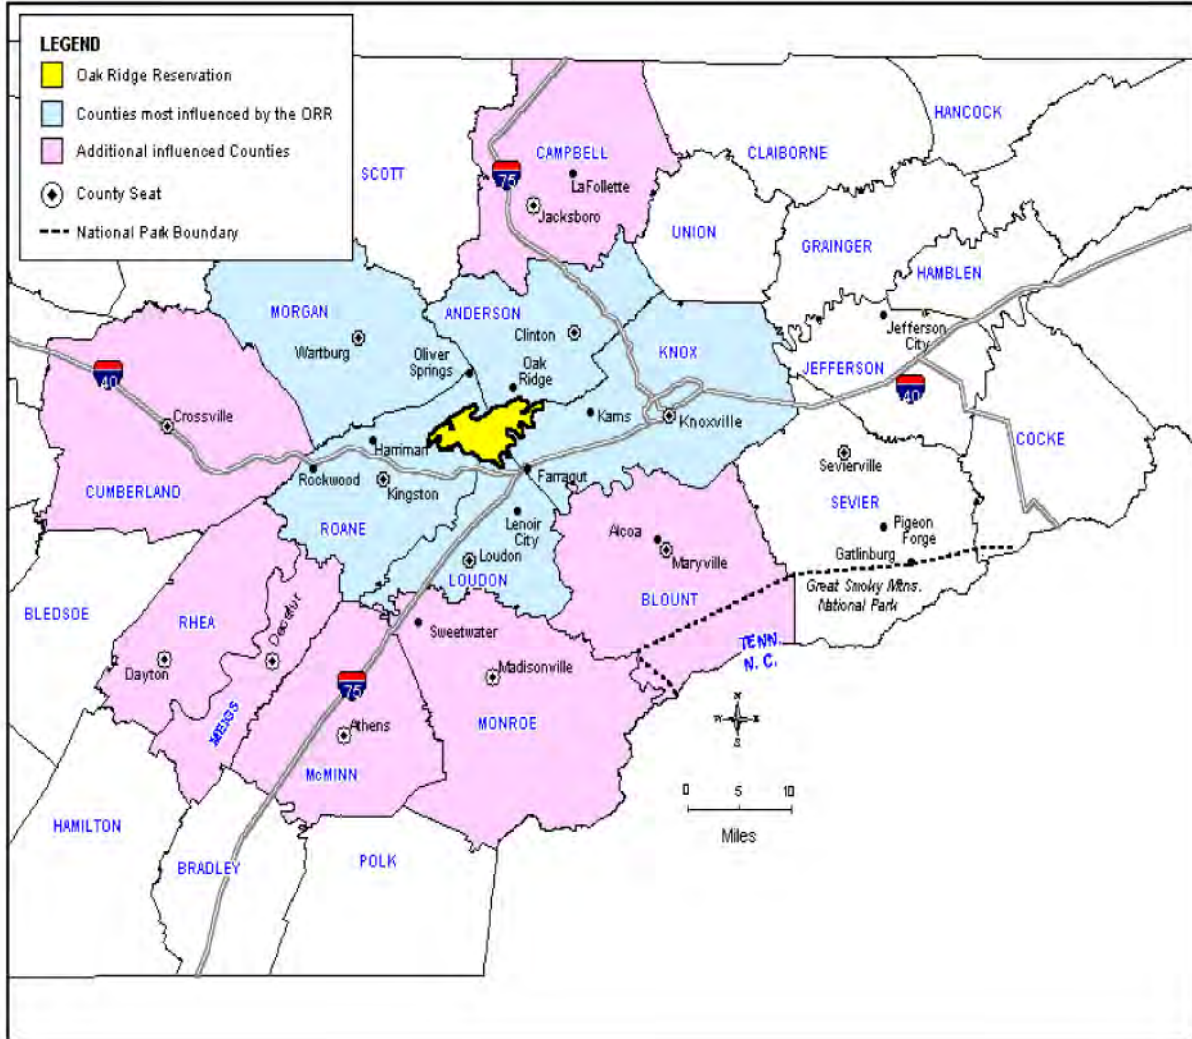 LEGEND
Oak Ridge Reservation
Counties most influenced by the ORR
Additional influenced Counties
County Seat
National Park Boundary
SCOTT
75
CAMPBELL
LaFollette
Jacksboro
CLAIBORNE
HANCOCK
UNION
GRAINGER
HAMBLEN
MORGAN
Wartburg
ANDERSON
Clinton
Oliver
Springs
Oak
Ridge
KNOX
Jefferson
City
JEFFERSON
40
40
Crossville
CUMBERLAND
Harriman
Rockwood
Kingston
ROANE
Karns
Knoxville
Farragut
Lenoir
City
Loudon
LOUDON
COCKE
Sevierville
SEVIER
Pigeon
Forge
Gatlinburg
Great Smoky Mtns.
National Park
Alcoa
Maryville
BLOUNT
TENN.
N. C.
BLEDSOE
RHEA
Dayton
Decatur
MEIGS
Sweetwater
Madisonville
MONROE
75
Athens
McMINN
HAMILTON
BRADLEY
POLK
N
W
E
S
0
5
10
Miles